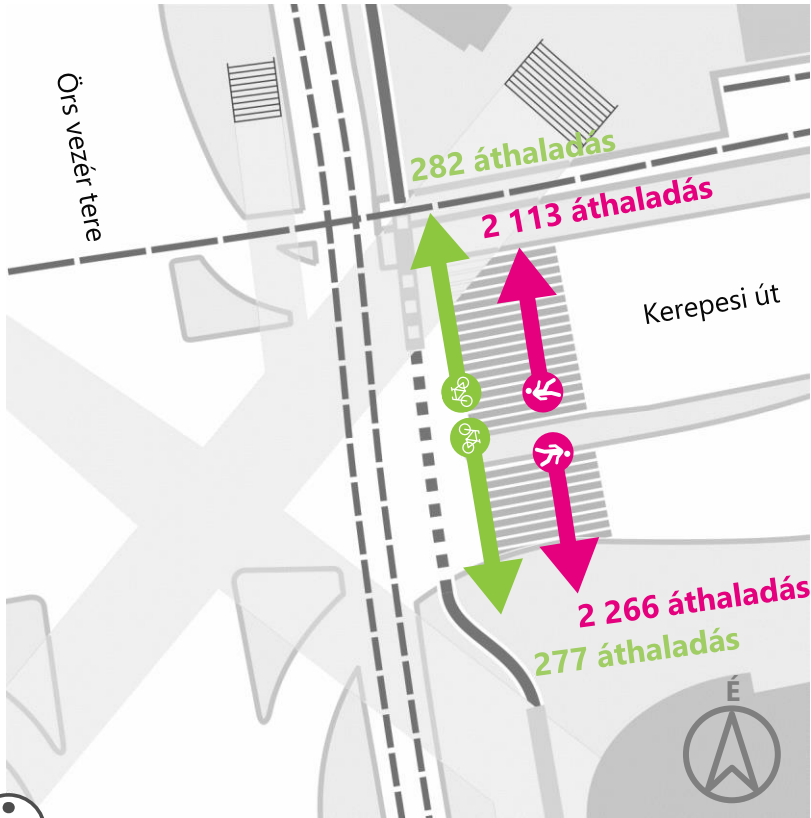 Örs vezér tere
282 áthaladás
2 113 áthaladás
Kerepesi út
2 266 áthaladás
277 áthaladás
É